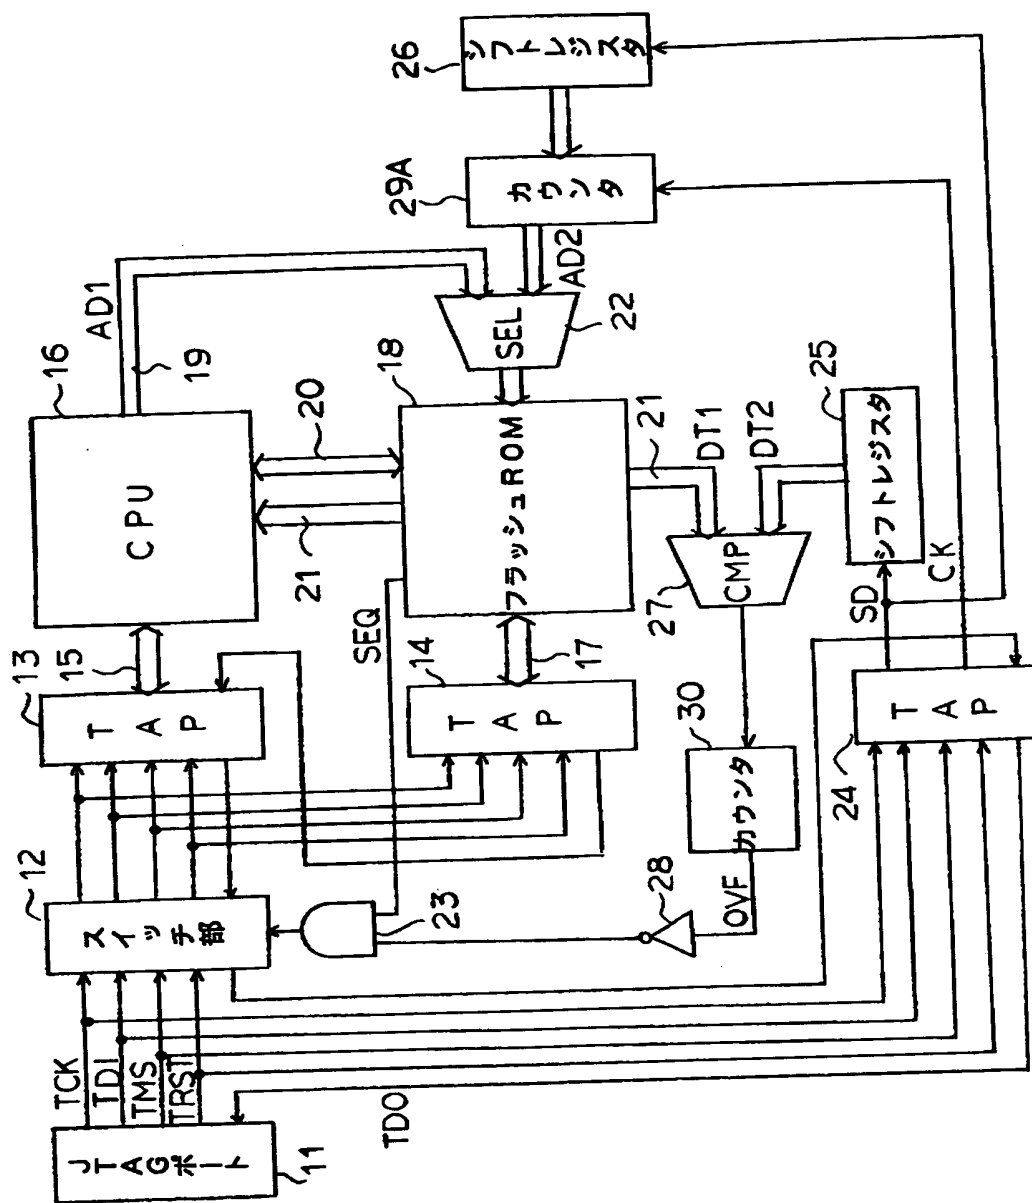 JTAGポート
11
TCK
TDI
TMS
TRST
TDO
スイッチ部
12
TAP
13
15
CPU
16
AD1
19
20
21
SEQ
23
TAP
14
17
フラッシュROM
18
SEL
22
AD2
カウンタ
29A
シフトレジスタ
26
21
DT1
DT2
CMP
27
シフトレジスタ
25
カウンタ
30
OVF
28
TAP
24
SD
CK